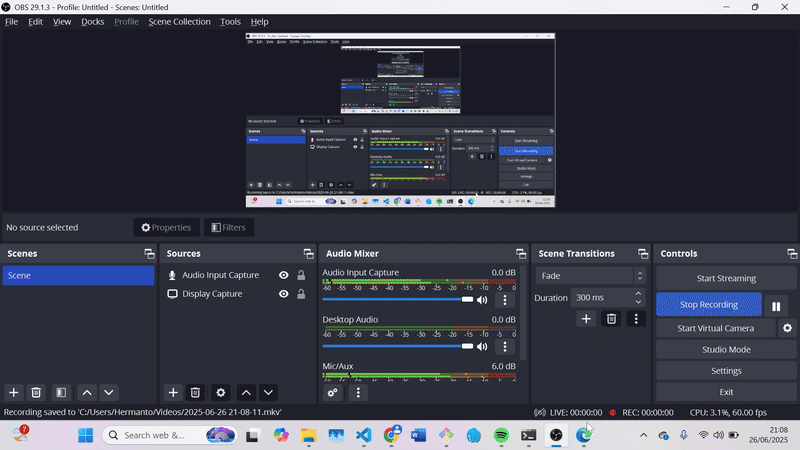 OBS 29.1.3 - Profile: Untitled - Scenes: Untitled
File Edit View Docks Profile Scene Collection Tools Help
No source selected
Properties
Filters
Scenes
Scene
Sources
Audio Input Capture
Display Capture
Audio Mixer
Audio Input Capture 0.0 dB
-60 -55 -50 -45 -40 -35 -30 -25 -20 -15 -10 -5 0
Desktop Audio 0.0 dB
-60 -55 -50 -45 -40 -35 -30 -25 -20 -15 -10 -5 0
Mic/Aux 6.0 dB
-60 -55 -50 -45 -40 -35 -30 -25 -20 -15 -10 -5 0
Scene Transitions
Fade
Duration 300 ms
Controls
Start Streaming
Stop Recording
Start Virtual Camera
Studio Mode
Settings
Exit
Recording saved to 'C:/Users/Hermanto/Videos/2025-06-26 21-08-11.mkv'
LIVE: 00:00:00
REC: 00:00:00
CPU: 3.1%, 60.00 fps
7
Search web &...
21:08
26/06/2025